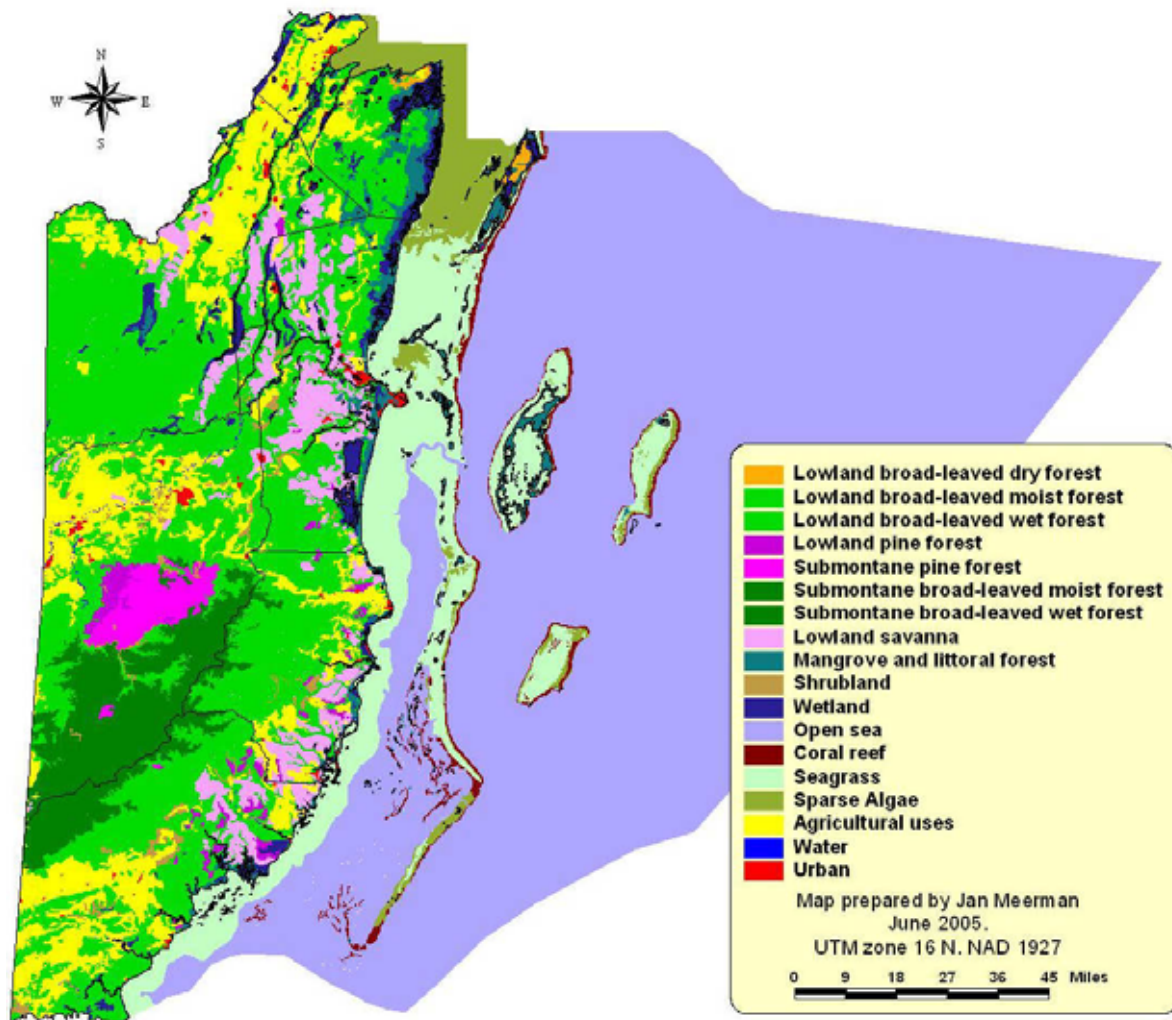 N
W E
S
Lowland broad-leaved dry forest
Lowland broad-leaved moist forest
Lowland broad-leaved wet forest
Lowland pine forest
Submontane pine forest
Submontane broad-leaved moist forest
Submontane broad-leaved wet forest
Lowland savanna
Mangrove and littoral forest
Shrubland
Wetland
Open sea
Coral reef
Seagrass
Sparse Algae
Agricultural uses
Water
Urban
Map prepared by Jan Meerman
June 2005.
UTM zone 16 N. NAD 1927
0 9 18 27 36 45 Miles